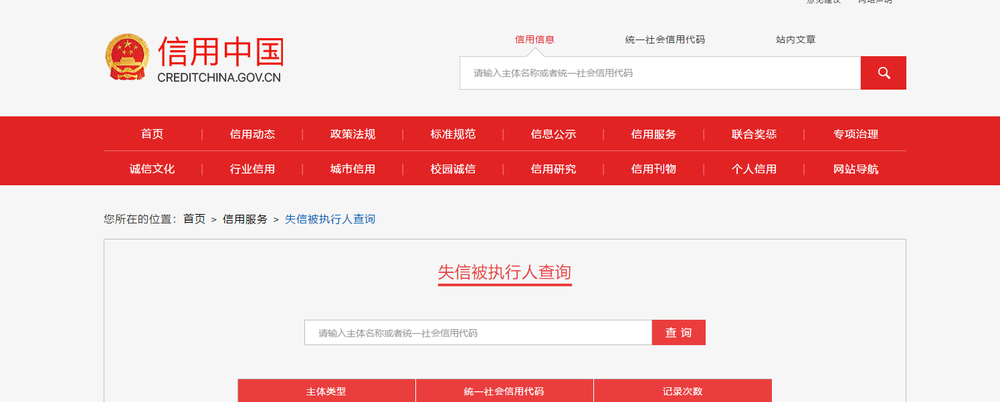 意见建议 网站声明
信用中国
CREDITCHINA.GOV.CN
信用信息 统一社会信用代码 站内文章
请输入主体名称或者统一社会信用代码
首页 | 信用动态 | 政策法规 | 标准规范 | 信息公示 | 信用服务 | 联合奖惩 | 专项治理
诚信文化 | 行业信用 | 城市信用 | 校园诚信 | 信用研究 | 信用刊物 | 个人信用 | 网站导航
您所在的位置：首页 > 信用服务 > 失信被执行人查询
失信被执行人查询
请输入主体名称或者统一社会信用代码 查 询
主体类型 统一社会信用代码 记录次数